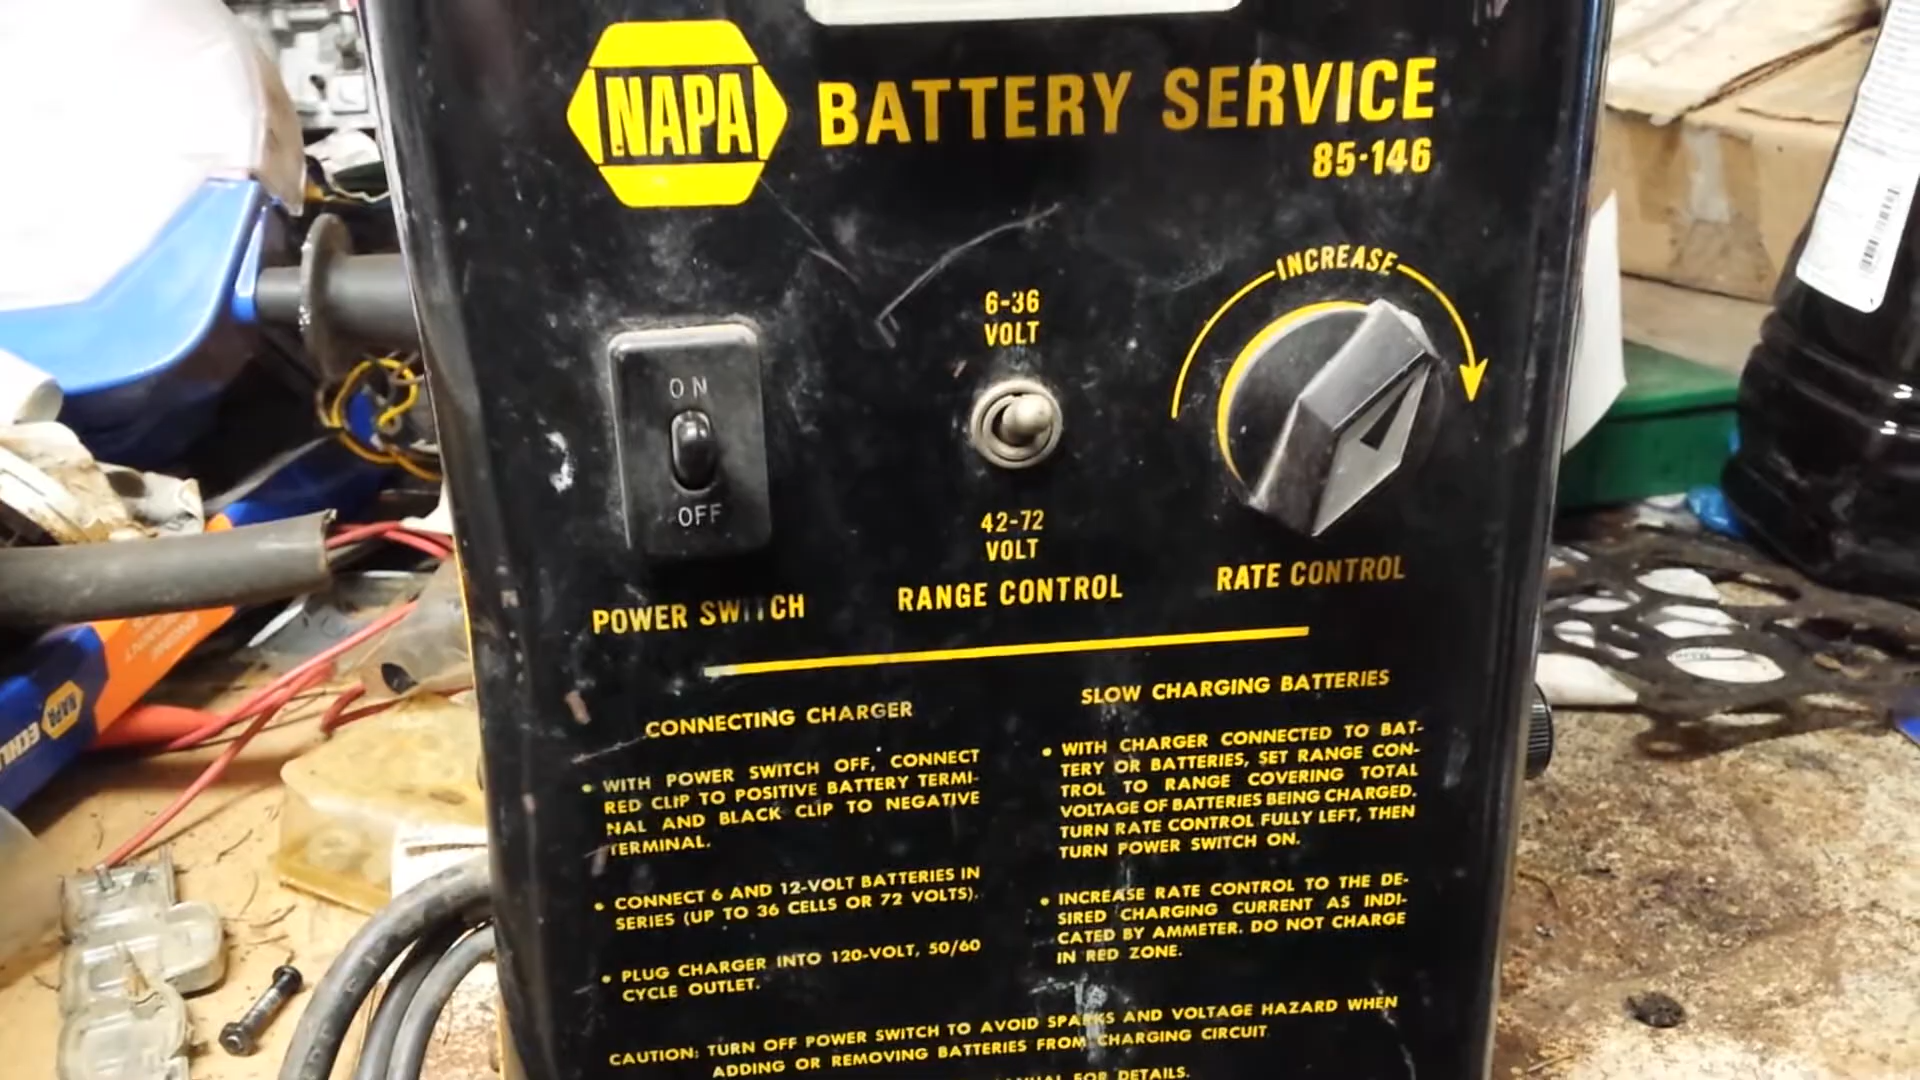 NAPA
BATTERY SERVICE
85-146
INCREASE
6-36
VOLT
ON
OFF
42-72
VOLT
POWER SWITCH
RANGE CONTROL
RATE CONTROL
CONNECTING CHARGER
• WITH POWER SWITCH OFF, CONNECT
RED CLIP TO POSITIVE BATTERY TERMI-
NAL AND BLACK CLIP TO NEGATIVE
TERMINAL.
• CONNECT 6 AND 12-VOLT BATTERIES IN
SERIES (UP TO 36 CELLS OR 72 VOLTS).
• PLUG CHARGER INTO 120-VOLT, 50/60
CYCLE OUTLET.
SLOW CHARGING BATTERIES
• WITH CHARGER CONNECTED TO BAT-
TERY OR BATTERIES, SET RANGE CON-
TROL TO RANGE COVERING TOTAL
VOLTAGE OF BATTERIES BEING CHARGED.
TURN RATE CONTROL FULLY LEFT, THEN
TURN POWER SWITCH ON.
• INCREASE RATE CONTROL TO THE DE-
SIRED CHARGING CURRENT AS INDI-
CATED BY AMMETER. DO NOT CHARGE
IN RED ZONE.
CAUTION: TURN OFF POWER SWITCH TO AVOID SPARKS AND VOLTAGE HAZARD WHEN
ADDING OR REMOVING BATTERIES FROM CHARGING CIRCUIT
FOR DETAILS.
NAPA